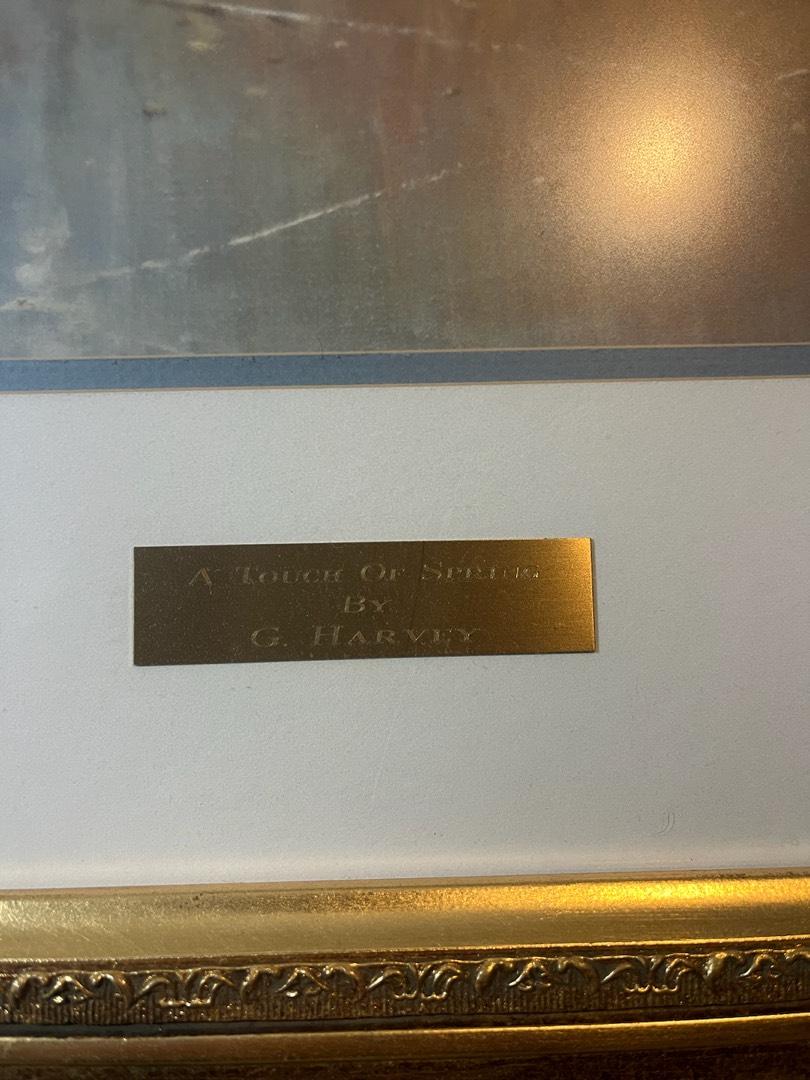 A Touch Of Spring
By
G. Harvey